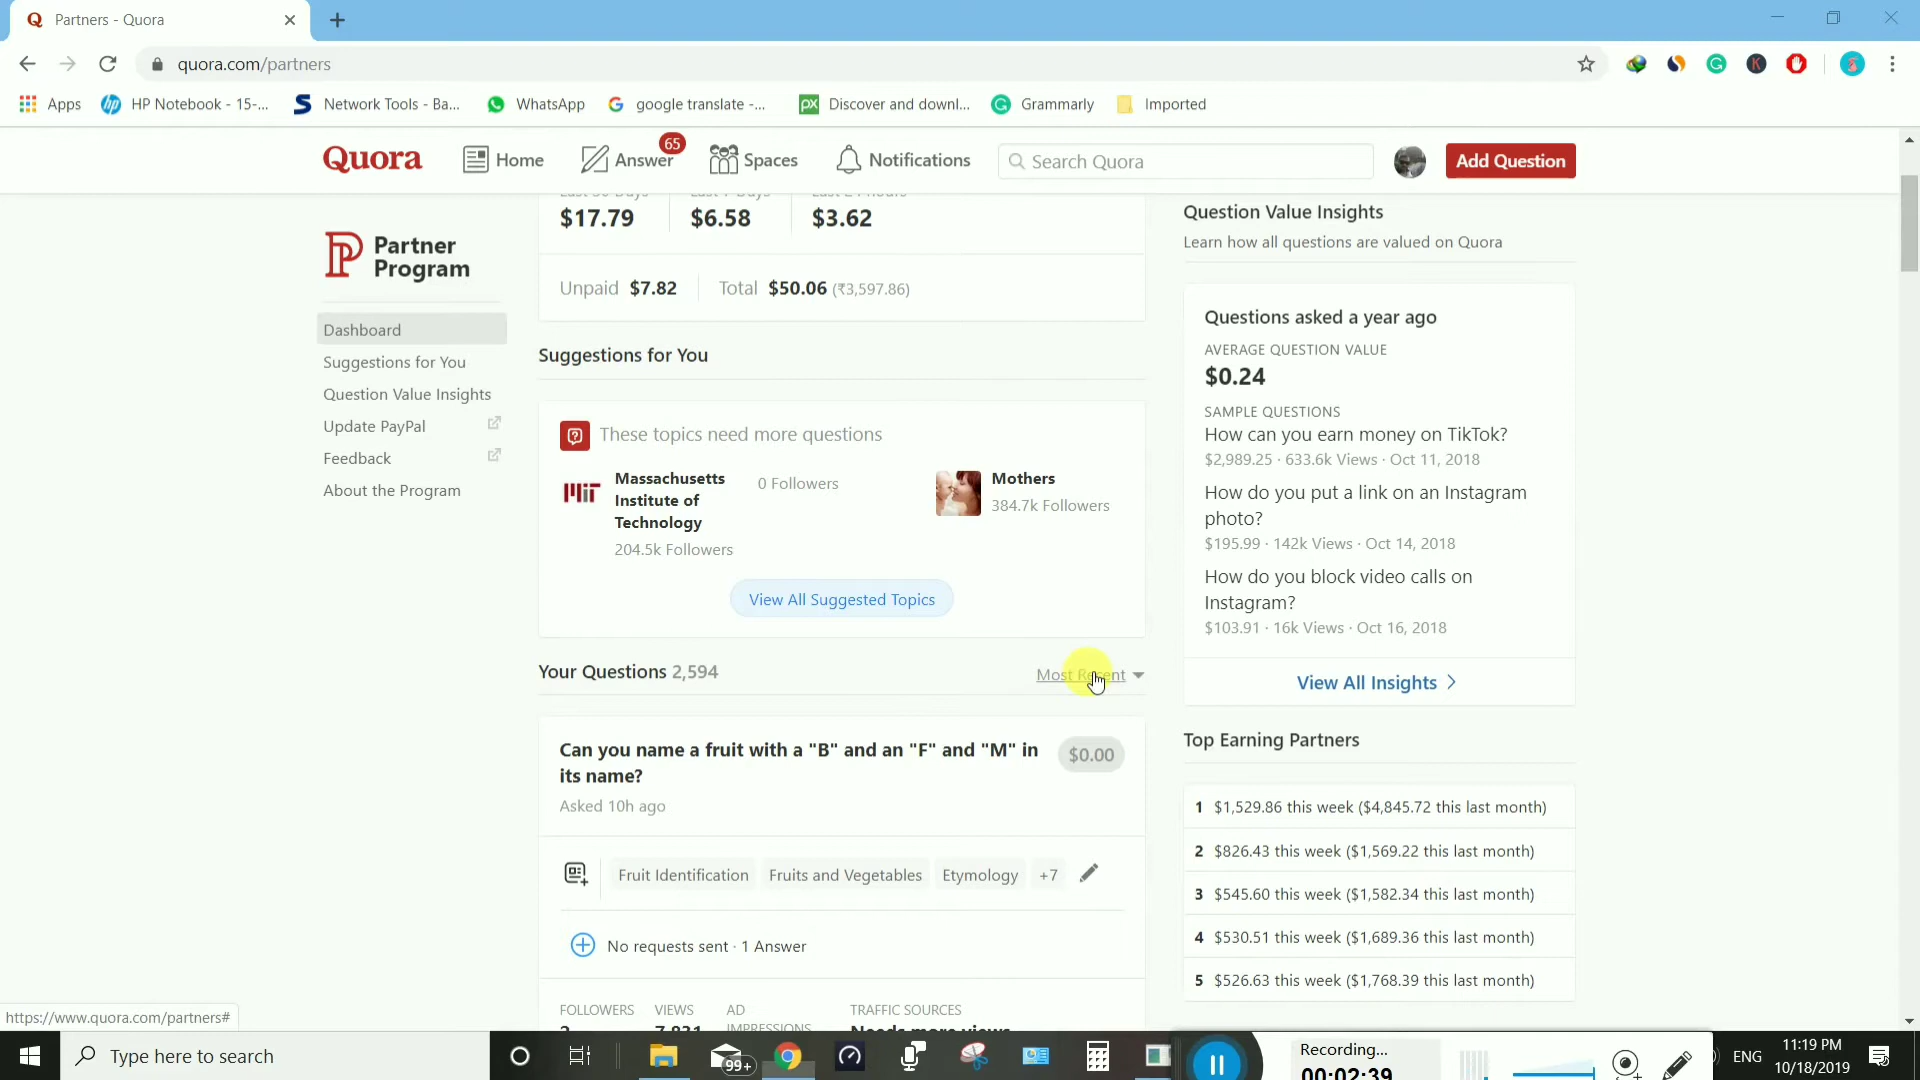 Partners - Quora
quora.com/partners
Apps
HP Notebook - 15-...
Network Tools - Ba...
WhatsApp
google translate -...
Discover and downl...
Grammarly
Imported
Quora
Home
Answer
65
Spaces
Notifications
Search Quora
Add Question
Partner
Program
Dashboard
Suggestions for You
Question Value Insights
Update PayPal
Feedback
About the Program
$17.79
$6.58
$3.62
Unpaid $7.82
Total $50.06 (₹3,597.86)
Suggestions for You
These topics need more questions
Massachusetts
Institute of
Technology
204.5k Followers
0 Followers
Mothers
384.7k Followers
View All Suggested Topics
Your Questions 2,594
Most Recent
Can you name a fruit with a "B" and an "F" and "M" in
its name?
$0.00
Asked 10h ago
Fruit Identification
Fruits and Vegetables
Etymology
+7
No requests sent · 1 Answer
FOLLOWERS
VIEWS
AD
IMPRESSIONS
TRAFFIC SOURCES
Question Value Insights
Learn how all questions are valued on Quora
Questions asked a year ago
AVERAGE QUESTION VALUE
$0.24
SAMPLE QUESTIONS
How can you earn money on TikTok?
$2,989.25 · 633.6k Views · Oct 11, 2018
How do you put a link on an Instagram
photo?
$195.99 · 142k Views · Oct 14, 2018
How do you block video calls on
Instagram?
$103.91 · 16k Views · Oct 16, 2018
View All Insights
Top Earning Partners
1 $1,529.86 this week ($4,845.72 this last month)
2 $826.43 this week ($1,569.22 this last month)
3 $545.60 this week ($1,582.34 this last month)
4 $530.51 this week ($1,689.36 this last month)
5 $526.63 this week ($1,768.39 this last month)
https://www.quora.com/partners#
Type here to search
99+
Recording...
00:02:39
ENG
11:19 PM
10/18/2019